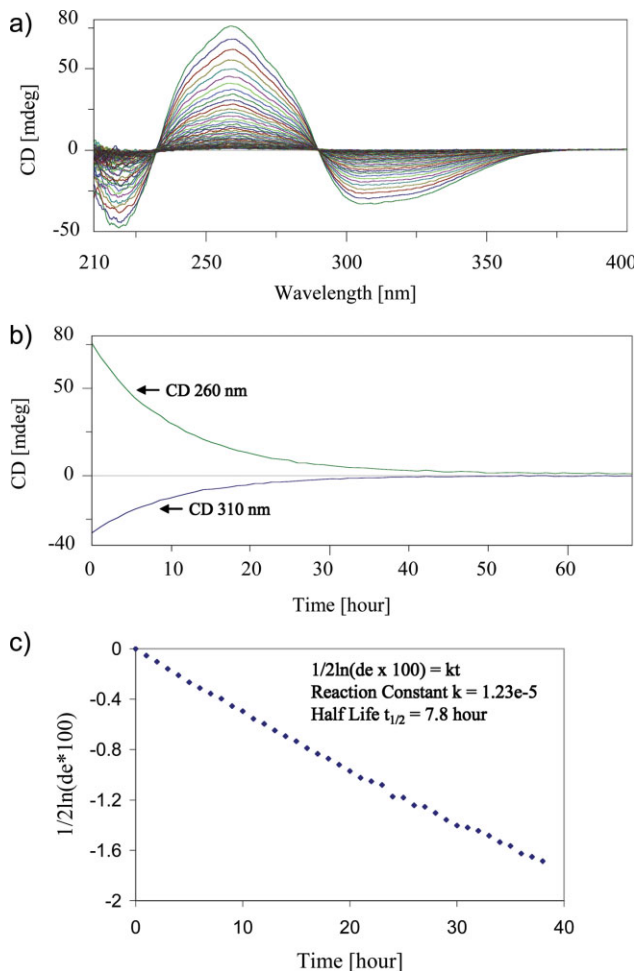 a)
80
50
0
-50
CD [mdeg]
210 250 300 350 400
Wavelength [nm]
b)
80
50
0
-40
CD [mdeg]
CD 260 nm
CD 310 nm
0 10 20 30 40 50 60
Time [hour]
c)
0
-0.4
-0.8
-1.2
-1.6
-2
1/2ln(de*100)
1/2ln(de x 100) = kt
Reaction Constant k = 1.23e-5
Half Life t1/2 = 7.8 hour
0 10 20 30 40
Time [hour]